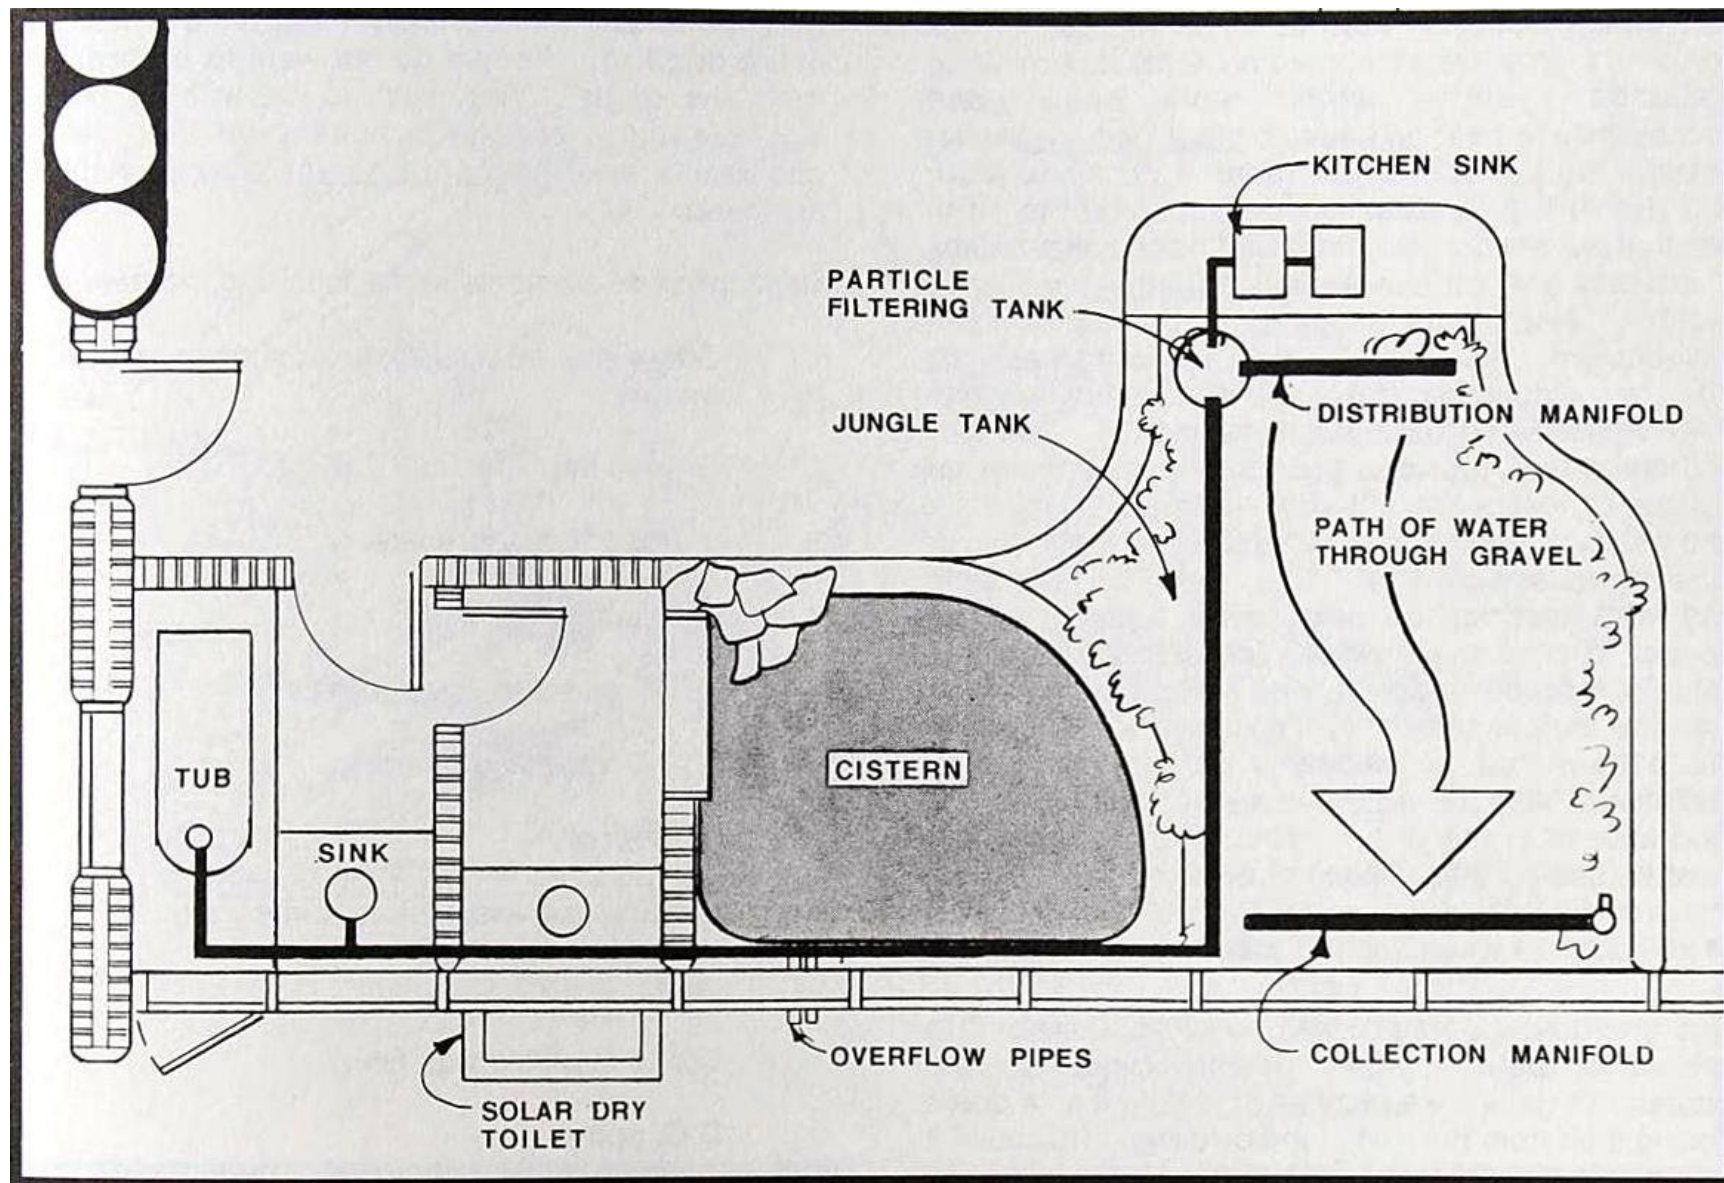 KITCHEN SINK
PARTICLE
FILTERING TANK
DISTRIBUTION MANIFOLD
JUNGLE TANK
PATH OF WATER
THROUGH GRAVEL
CISTERN
TUB
SINK
OVERFLOW PIPES
COLLECTION MANIFOLD
SOLAR DRY
TOILET